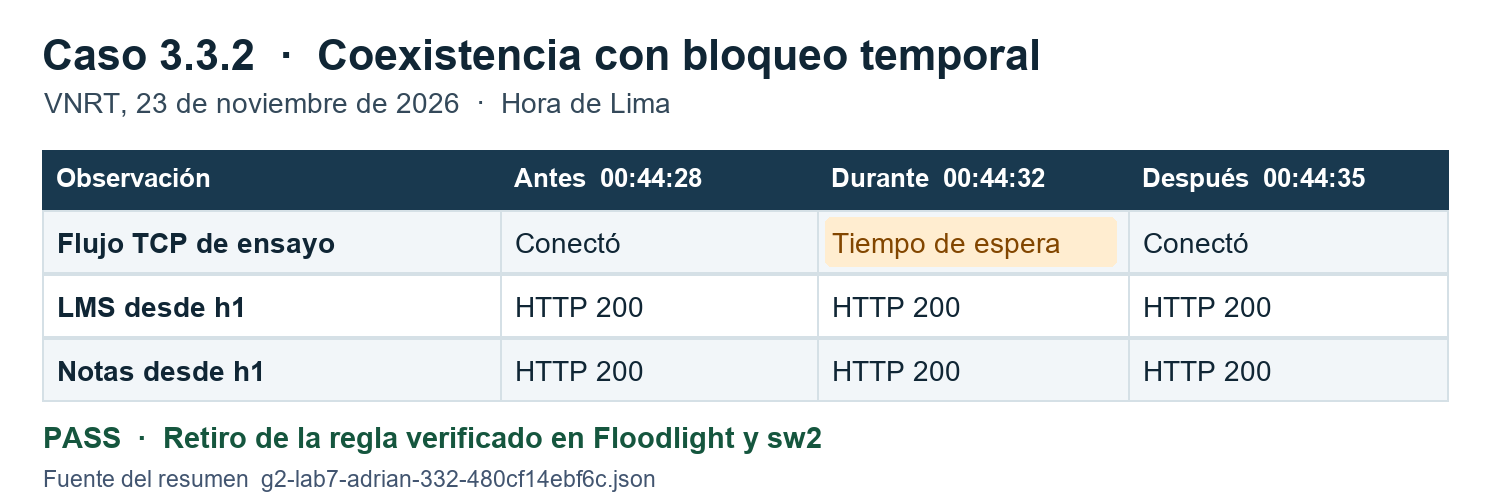 Caso 3.3.2 · Coexistencia con bloqueo temporal
VNRT, 23 de noviembre de 2026 · Hora de Lima
Observación Antes 00:44:28 Durante 00:44:32 Después 00:44:35
Flujo TCP de ensayo Conectó Tiempo de espera Conectó
LMS desde h1 HTTP 200 HTTP 200 HTTP 200
Notas desde h1 HTTP 200 HTTP 200 HTTP 200
PASS · Retiro de la regla verificado en Floodlight y sw2
Fuente del resumen g2-lab7-adrian-332-480cf14ebf6c.json